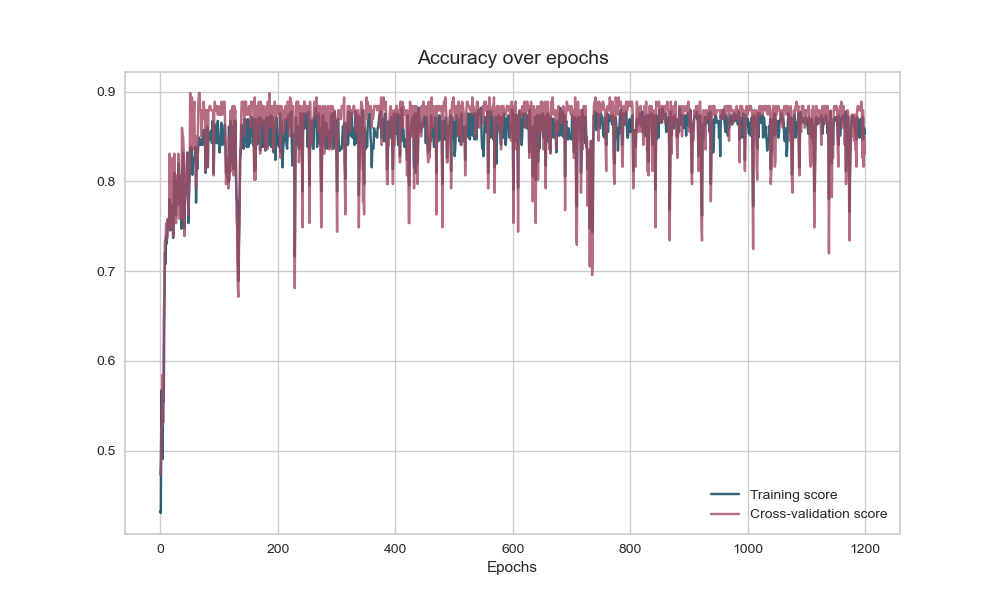 Accuracy over epochs
0.9
0.8
0.7
0.6
0.5
0 200 400 600 800 1000 1200
Epochs
Training score
Cross-validation score